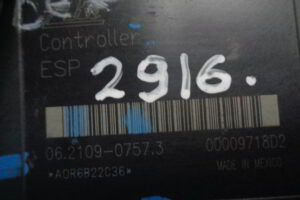 Controller
ESP 2916.
06.2109-0757.3 00009718D2
*A0R6B22C36* MADE IN MEXICO